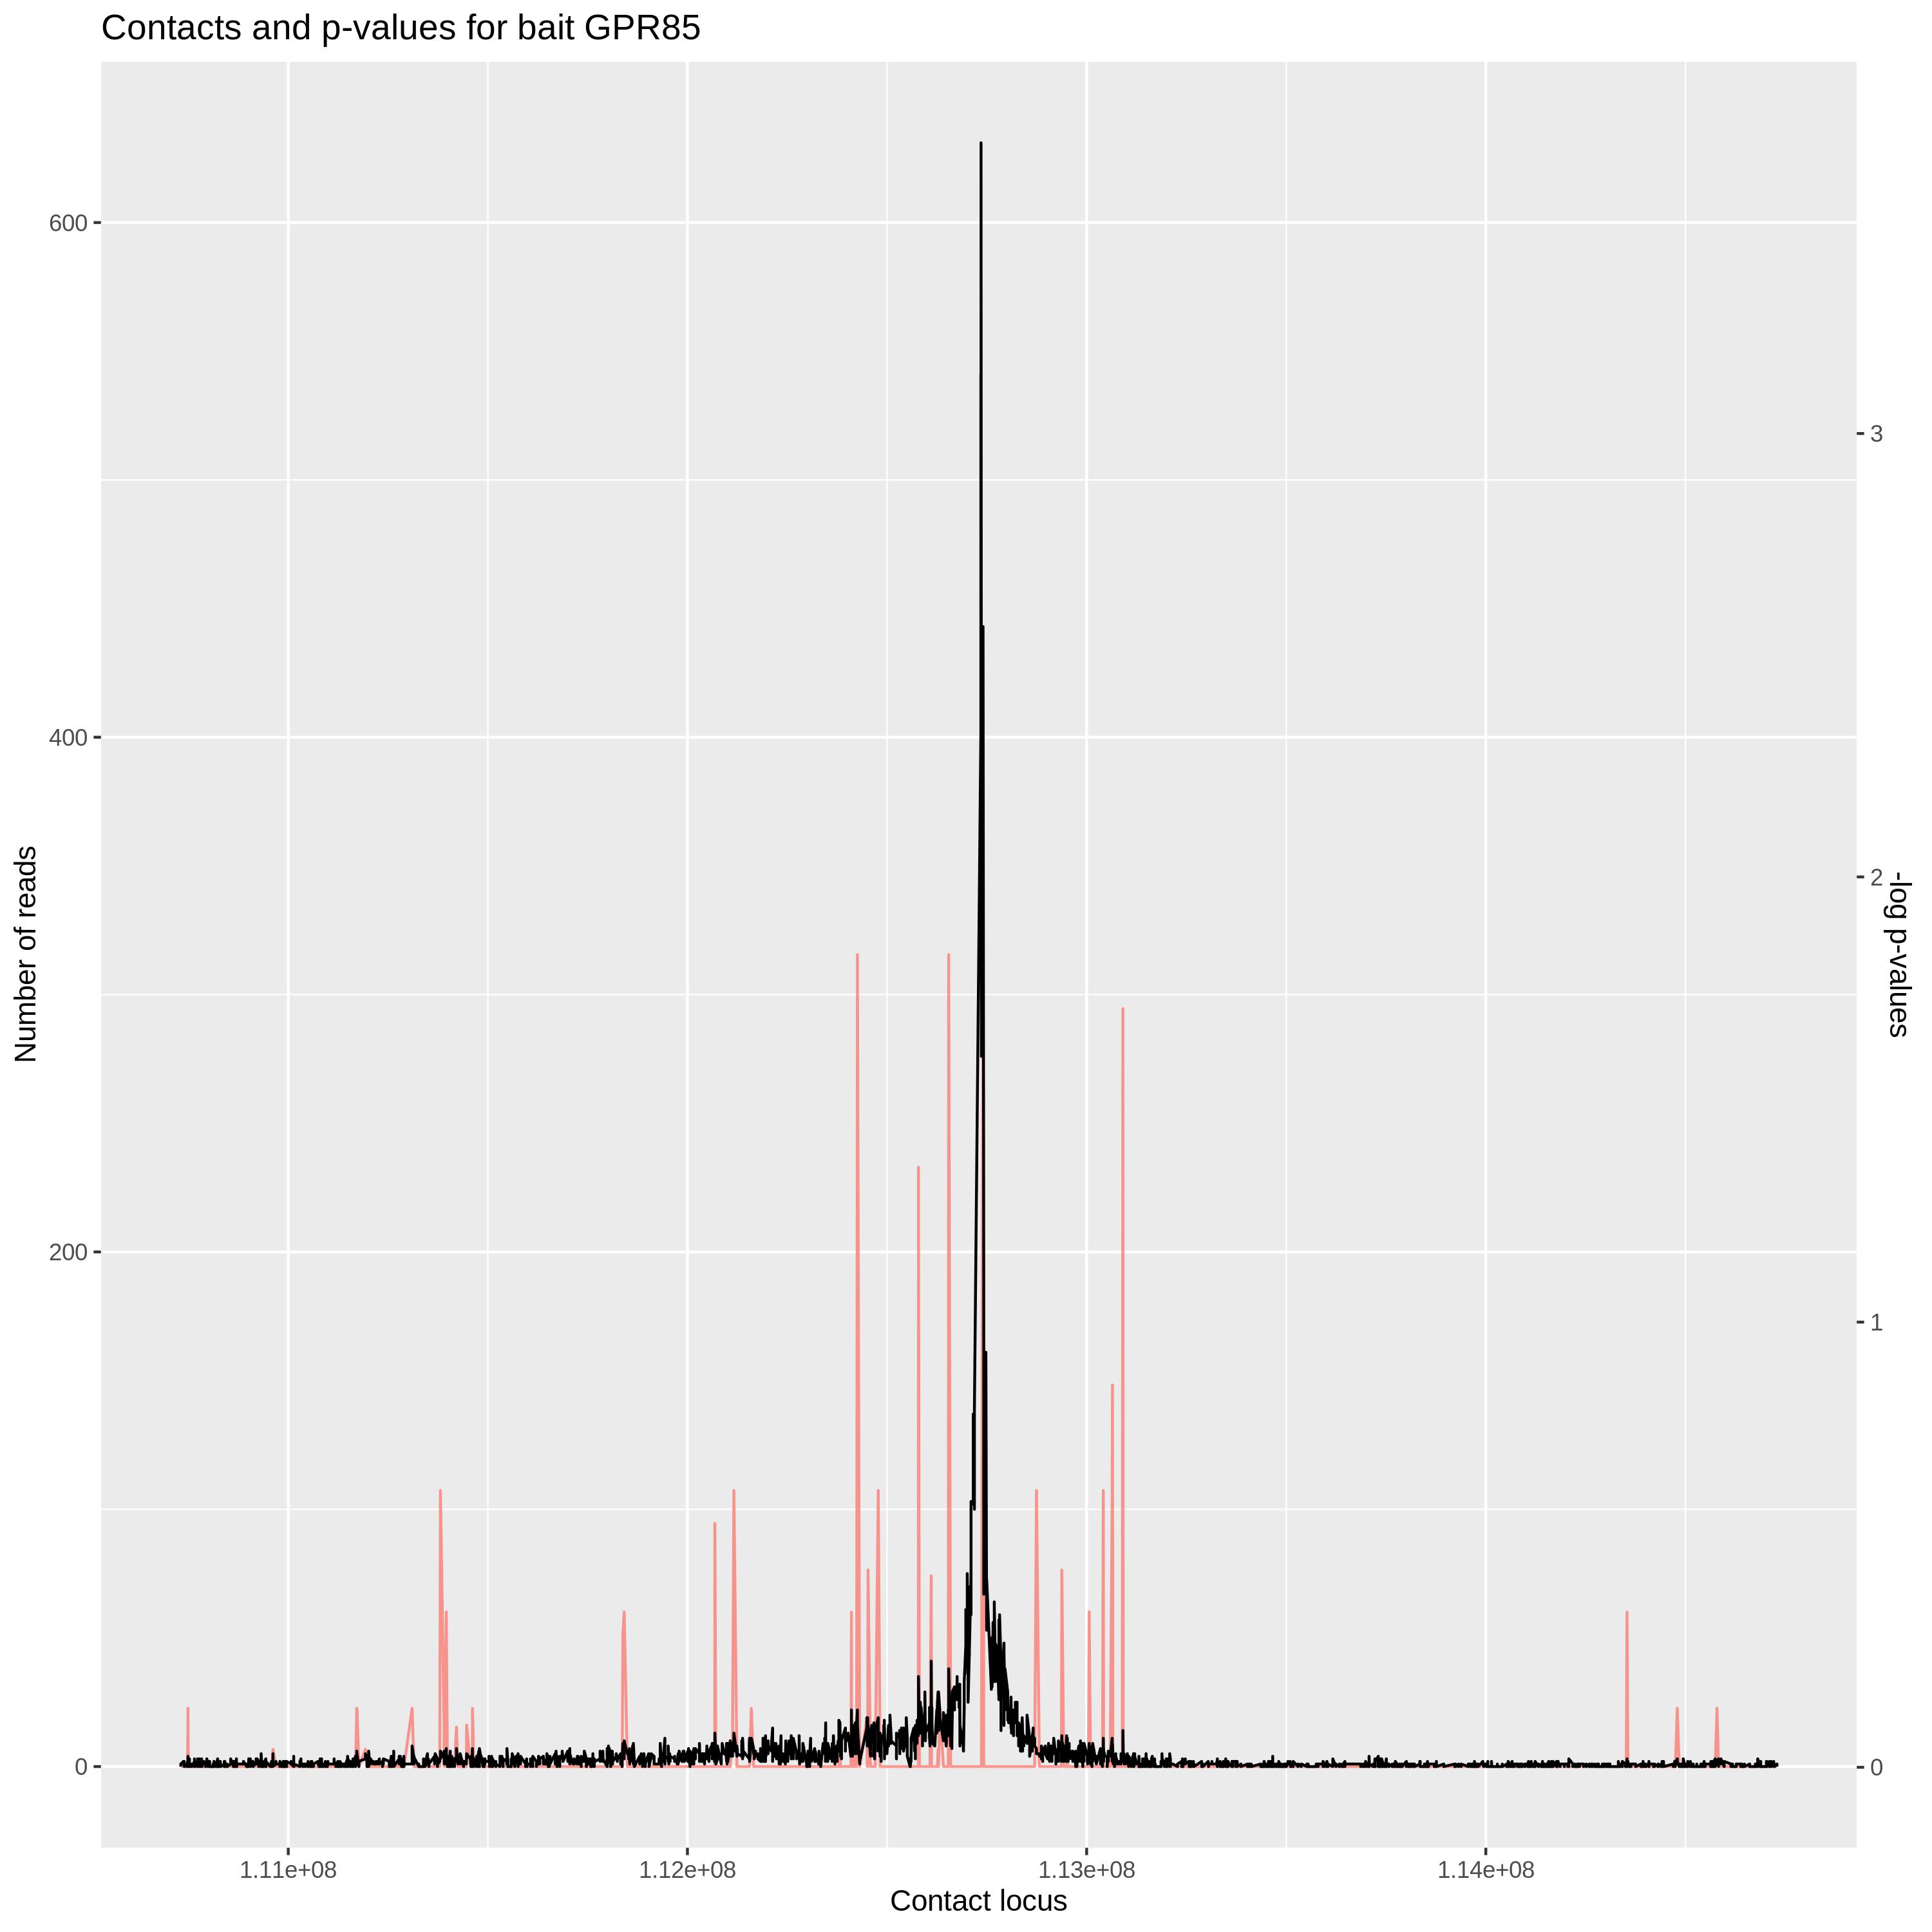 Contacts and p-values for bait GPR85
600
400
200
0
Number of reads
3
2
1
0
-log p-values
1.11e+08
1.12e+08
1.13e+08
1.14e+08
Contact locus